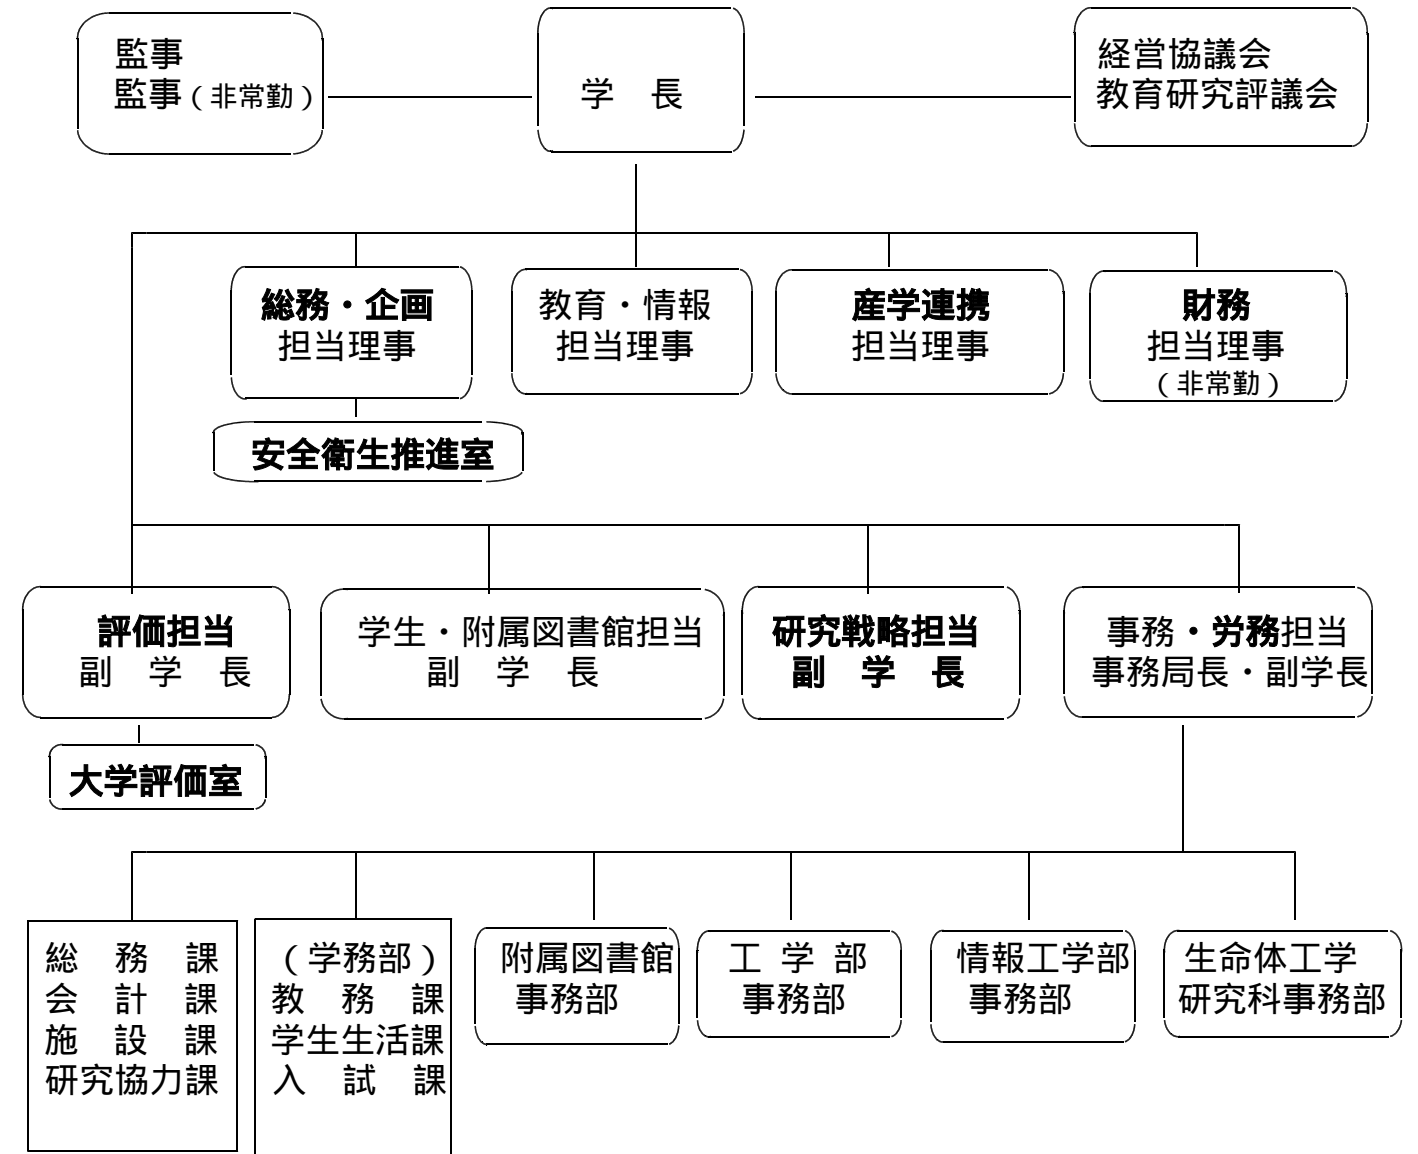 監事
監事（非常勤）
学　長
経営協議会
教育研究評議会
総務・企画
担当理事
教育・情報
担当理事
産学連携
担当理事
財務
担当理事
（非常勤）
安全衛生推進室
評価担当
副　学　長
学生・附属図書館担当
副　学　長
研究戦略担当
副　学　長
事務・労務担当
事務局長・副学長
大学評価室
総　務　課
会　計　課
施　設　課
研究協力課
（学務部）
教　務　課
学生生活課
入　試　課
附属図書館
事務部
工　学　部
事務部
情報工学部
事務部
生命体工学
研究科事務部